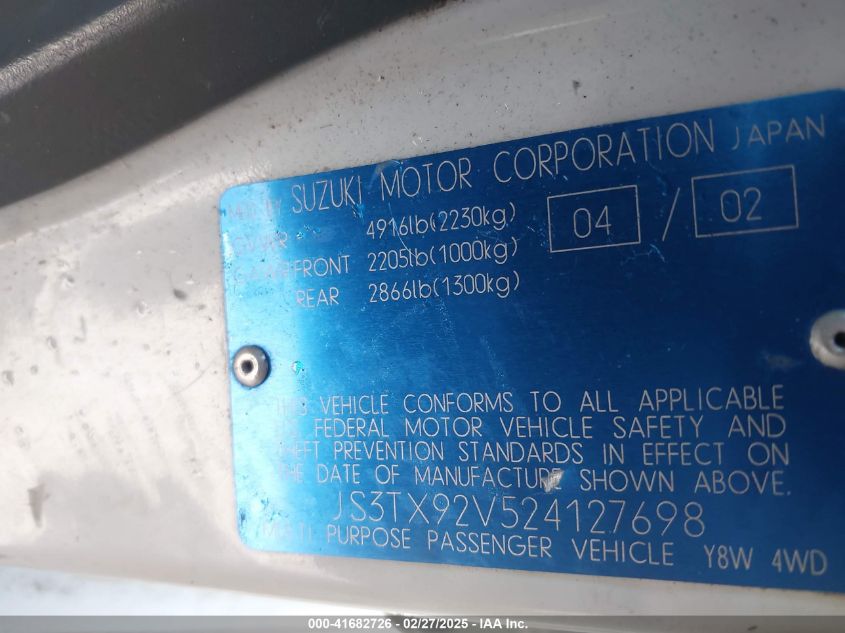 SUZUKI MOTOR CORPORATION JAPAN
4916lb(2230kg) 04 / 02
FRONT 2205lb(1000kg)
REAR 2866lb(1300kg)
VEHICLE CONFORMS TO ALL APPLICABLE
FEDERAL MOTOR VEHICLE SAFETY AND
THEFT PREVENTION STANDARDS IN EFFECT ON
THE DATE OF MANUFACTURE SHOWN ABOVE.
JS3TX92V524127698
PURPOSE PASSENGER VEHICLE Y8W 4WD
000-41682726 - 02/27/2025 - IAA Inc.